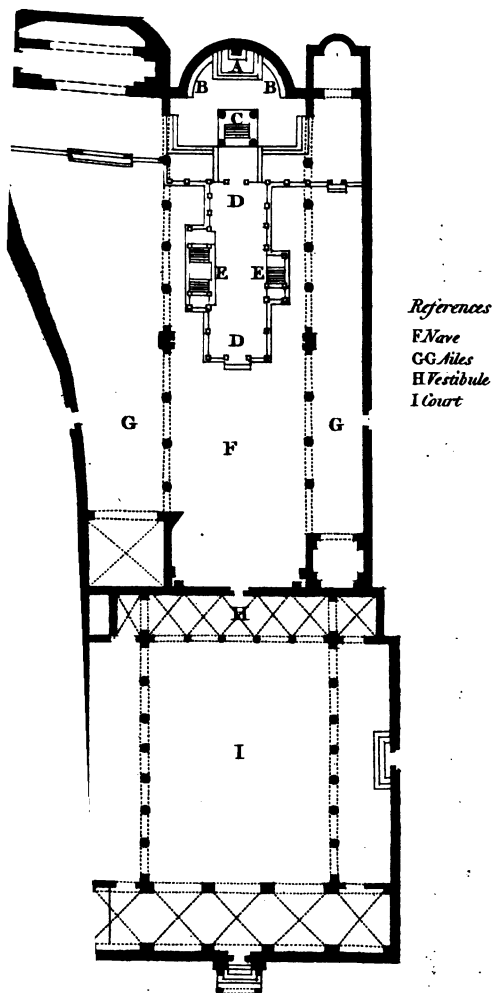 A
B B
C
D
E E
D
References
F Nave
GG Ailes
H Vestibule
I Court
G G
F
H
I